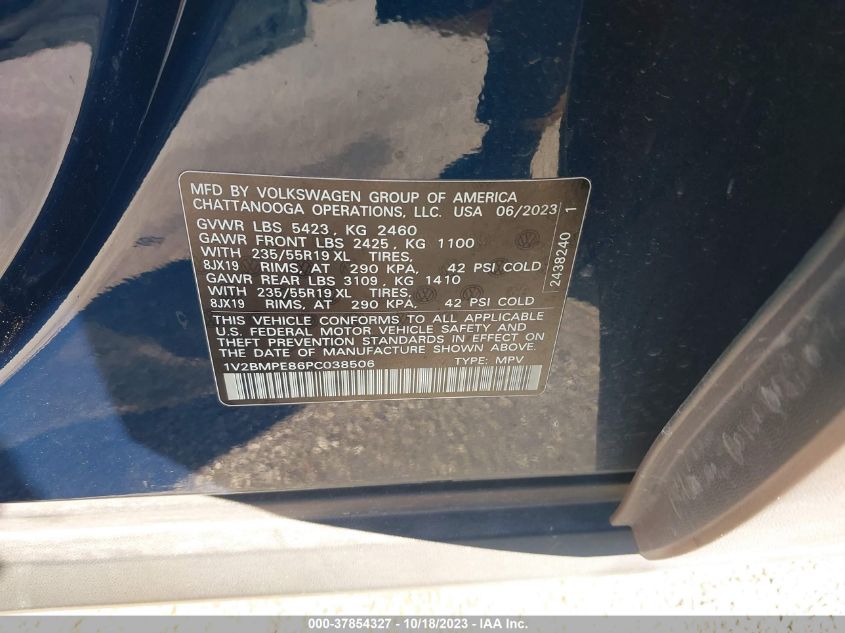 MFD BY VOLKSWAGEN GROUP OF AMERICA
CHATTANOOGA OPERATIONS, LLC. USA 06/2023
GVWR LBS 5423, KG 2460
GAWR FRONT LBS 2425, KG 1100
WITH 235/55R19 XL TIRES,
8JX19 RIMS, AT 290 KPA, 42 PSI COLD
GAWR REAR LBS 3109, KG 1410
WITH 235/55R19 XL TIRES,
8JX19 RIMS, AT 290 KPA, 42 PSI COLD
THIS VEHICLE CONFORMS TO ALL APPLICABLE
U.S. FEDERAL MOTOR VEHICLE SAFETY AND
THEFT PREVENTION STANDARDS IN EFFECT ON
THE DATE OF MANUFACTURE SHOWN ABOVE.
1V2BMPE86PC038506 TYPE: MPV
2438240 1
000-37854327 - 10/18/2023 - IAA Inc.